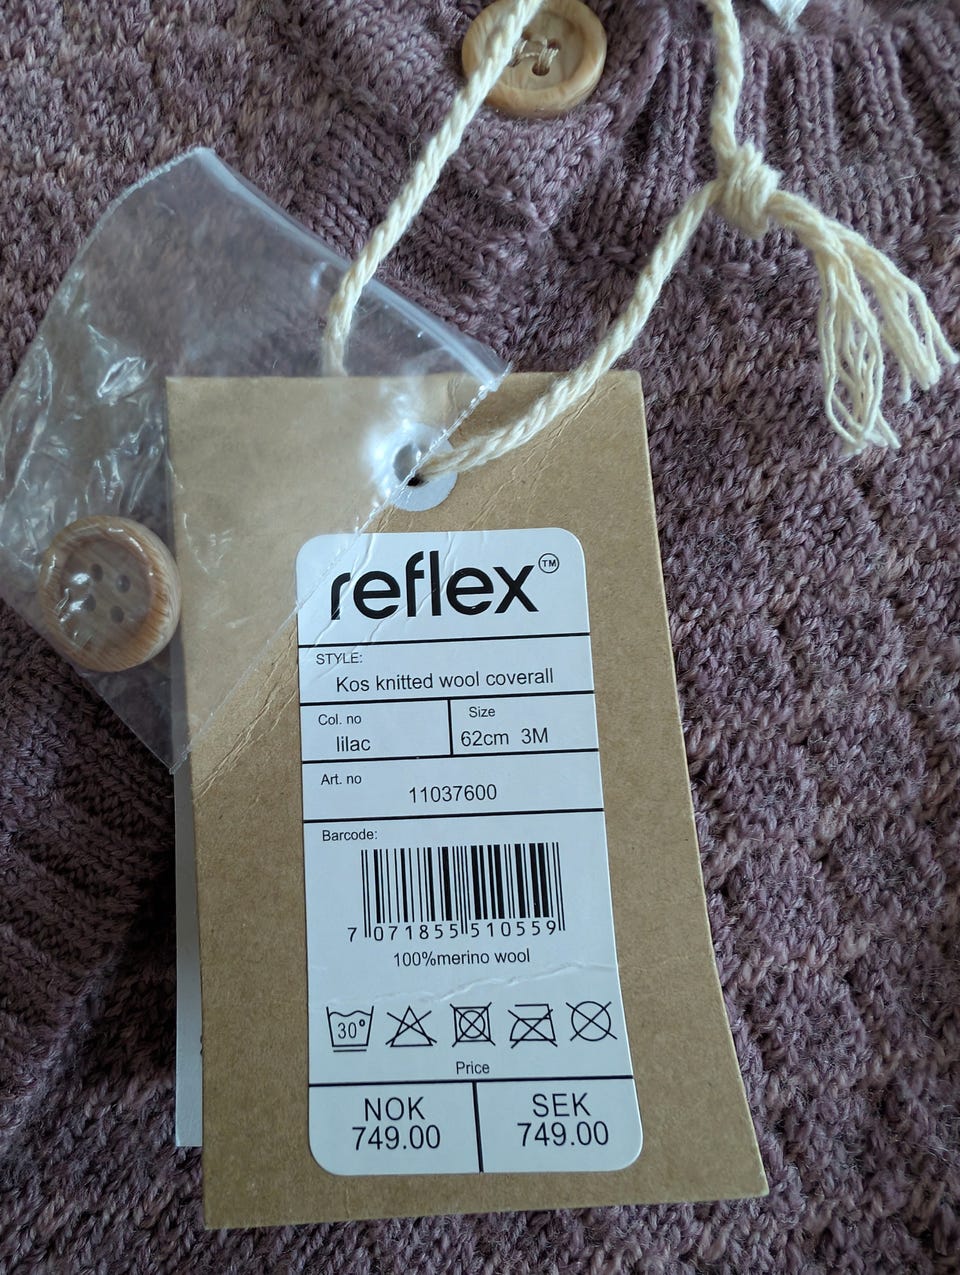 reflex™
STYLE:
Kos knitted wool coverall
Col. no
lilac
Size
62cm 3M
Art. no
11037600
Barcode:
7 071855 510559
100%merino wool
30°
Price
NOK
749.00
SEK
749.00